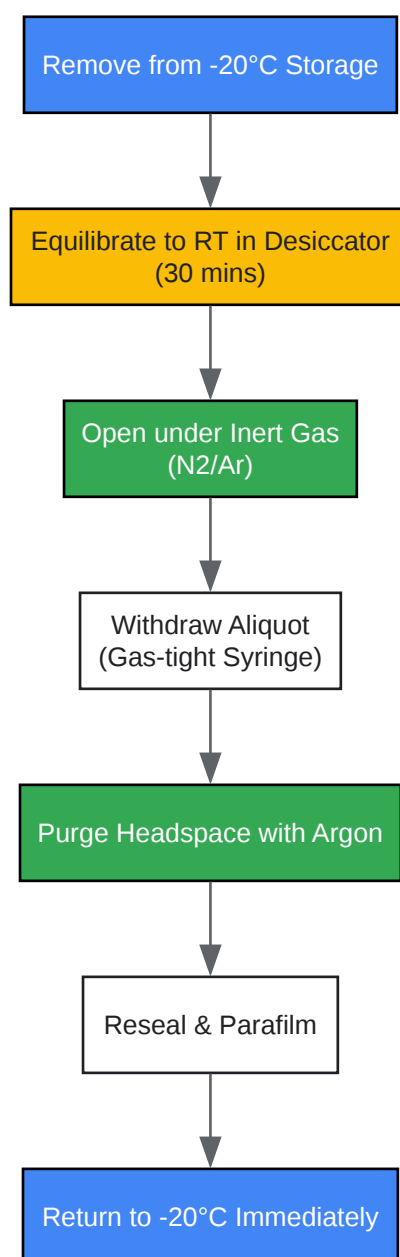 Remove from -20°C Storage
Equilibrate to RT in Desiccator
(30 mins)
Open under Inert Gas
(N2/Ar)
Withdraw Aliquot
(Gas-tight Syringe)
Purge Headspace with Argon
Reseal & Parafilm
Return to -20°C Immediately